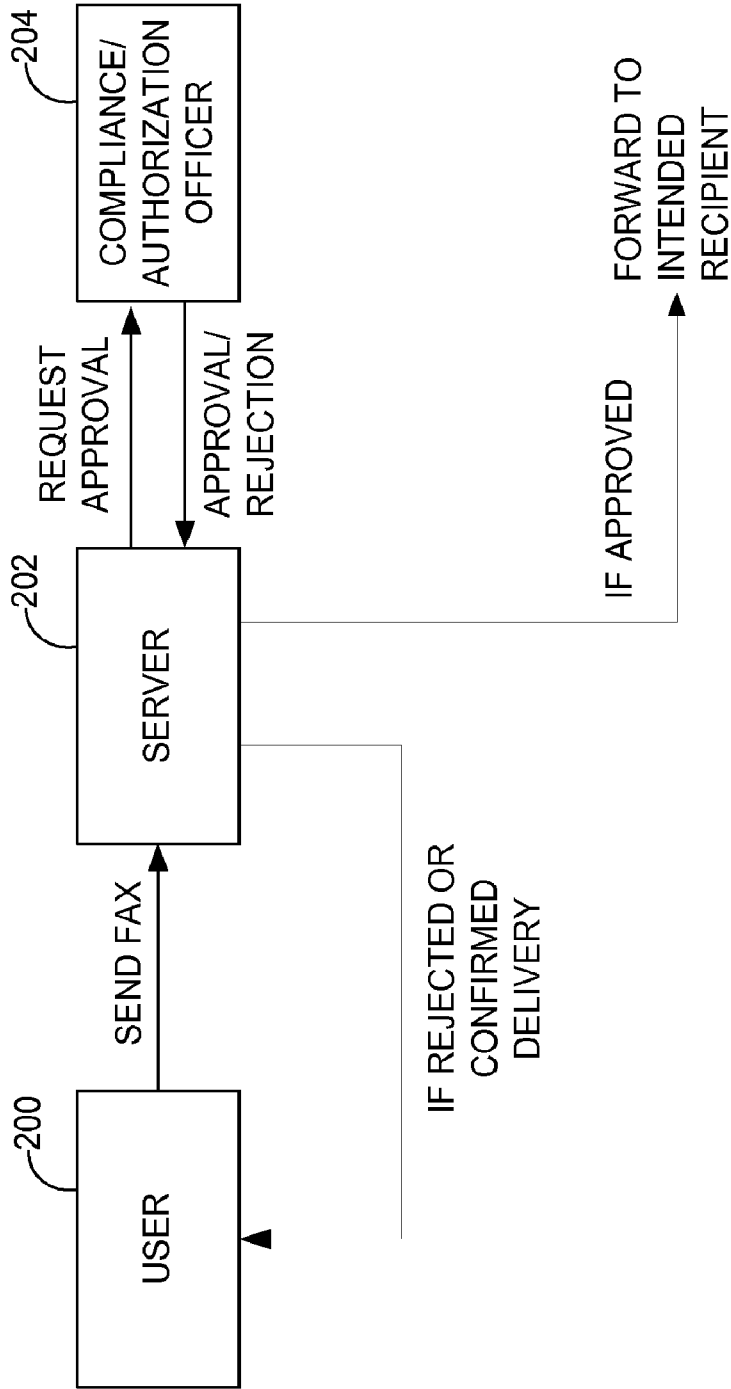 200
USER
SEND FAX
202
SERVER
REQUEST
APPROVAL
APPROVAL/
REJECTION
204
COMPLIANCE/
AUTHORIZATION
OFFICER
IF REJECTED OR
CONFIRMED
DELIVERY
IF APPROVED
FORWARD TO
INTENDED
RECIPIENT